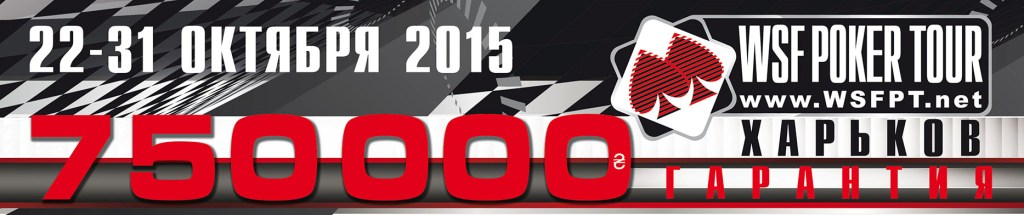 22-31 ОКТЯБРЯ 2015
WSF POKER TOUR
www.WSFPT.net
ХАРЬКОВ
750000₴
ГАРАНТИЯ